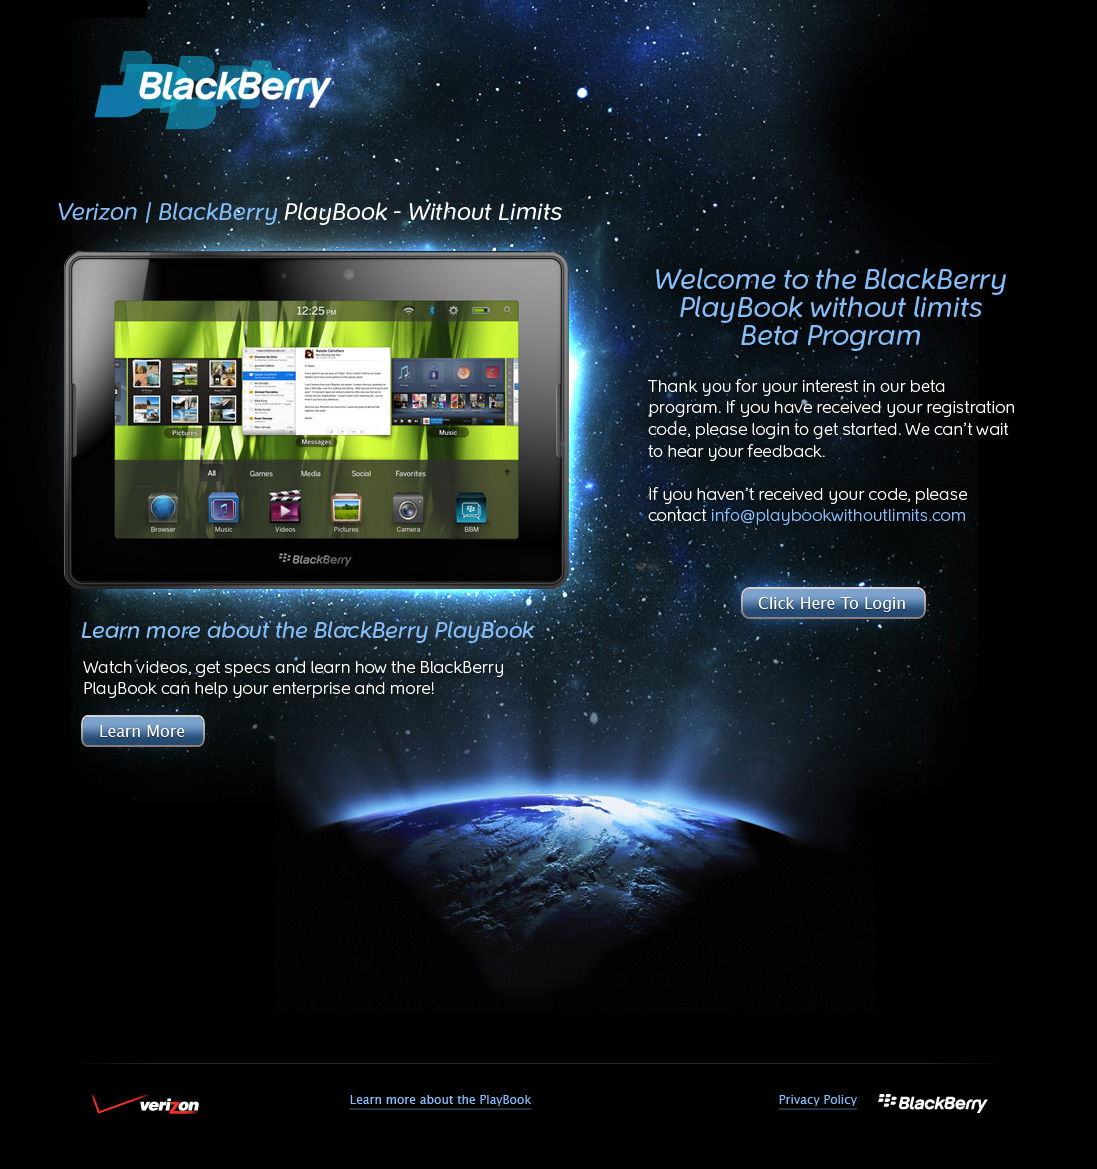 BlackBerry
Verizon | BlackBerry PlayBook - Without Limits
12:25 PM
Pictures
Messages
Music
All
Games
Media
Social
Favorites
Browser
Music
Videos
Pictures
Camera
BBM
BlackBerry
Welcome to the BlackBerry
PlayBook without limits
Beta Program
Thank you for your interest in our beta
program. If you have received your registration
code, please login to get started. We can't wait
to hear your feedback.
If you haven't received your code, please
contact info@playbookwithoutlimits.com
Click Here To Login
Learn more about the BlackBerry PlayBook
Watch videos, get specs and learn how the BlackBerry
PlayBook can help your enterprise and more!
Learn More
verizon
Learn more about the PlayBook
Privacy Policy
BlackBerry